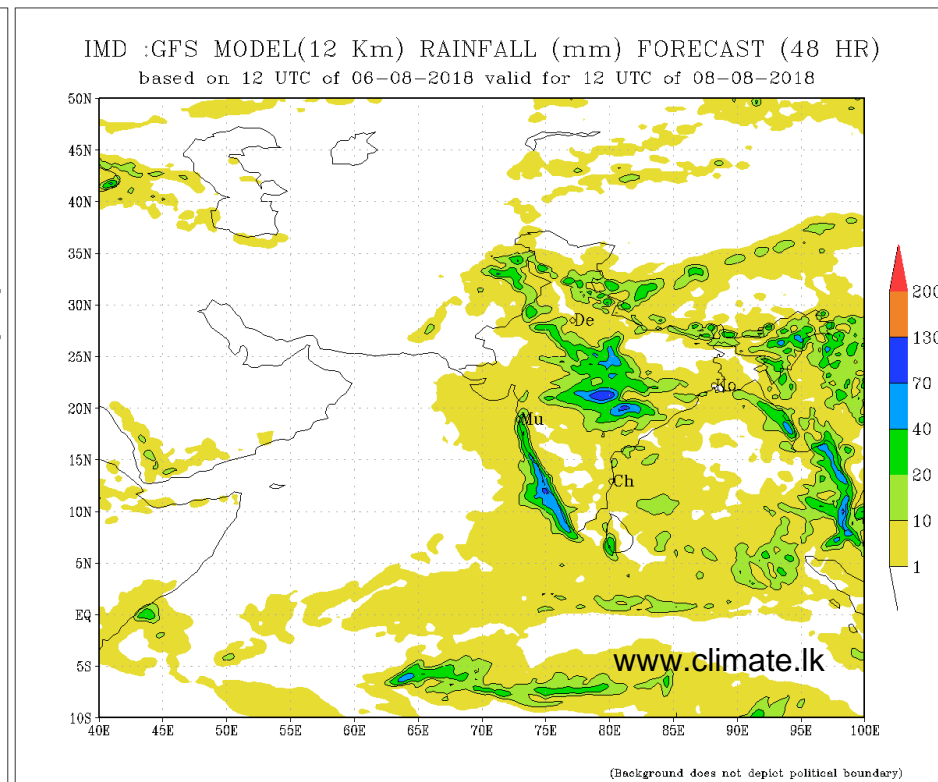 IMD :GFS MODEL(12 Km) RAINFALL (mm) FORECAST (48 HR)
based on 12 UTC of 06-08-2018 valid for 12 UTC of 08-08-2018
50N
45N
40N
35N
30N
25N
20N
15N
10N
5N
EQ
5S
10S
40E 45E 50E 55E 60E 65E 70E 75E 80E 85E 90E 95E 100E
De
Ko
Mu
Ch
200
130
70
40
20
10
1
www.climate.lk
(Background does not depict political boundary)